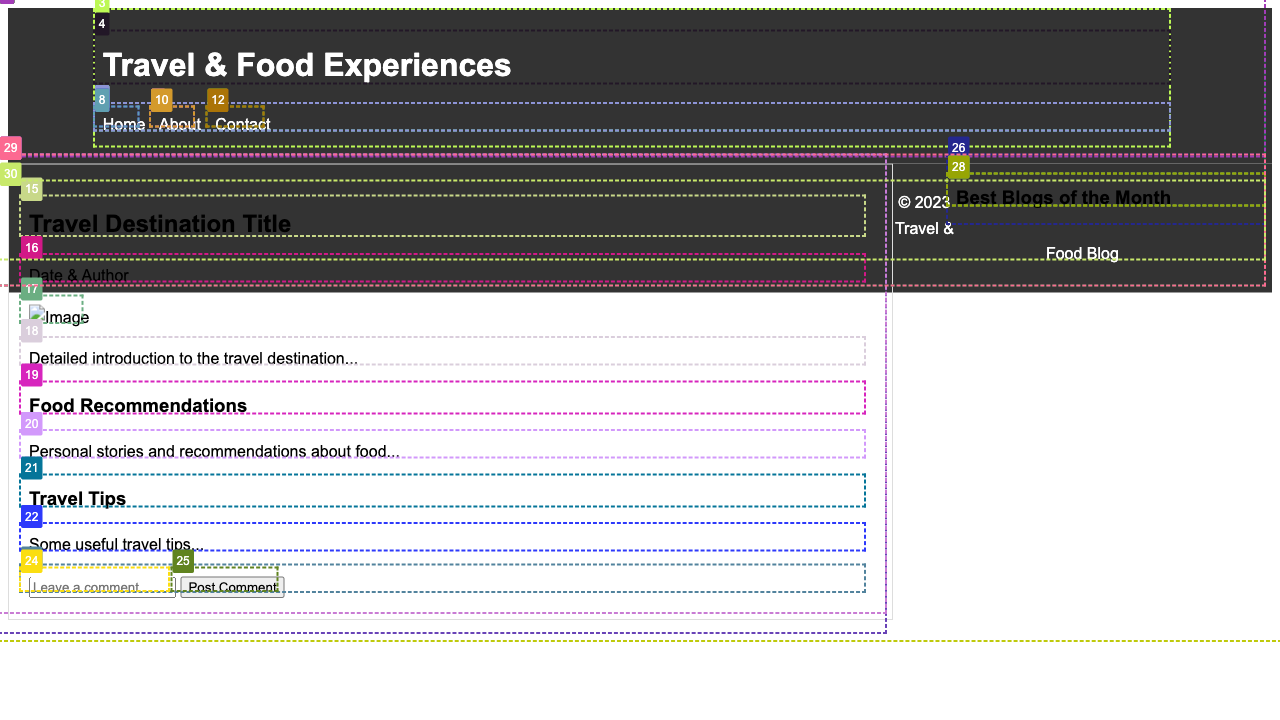 3
4
Travel & Food Experiences
8 10 12
Home About Contact
29 26
30 28
15
Travel Destination Title © 2023 Best Blogs of the Month
Travel &
16
Food Blog
Date & Author
17
Image
18
Detailed introduction to the travel destination...
19
Food Recommendations
20
Personal stories and recommendations about food...
21
Travel Tips
22
Some useful travel tips...
24 25
Leave a comment... Post Comment